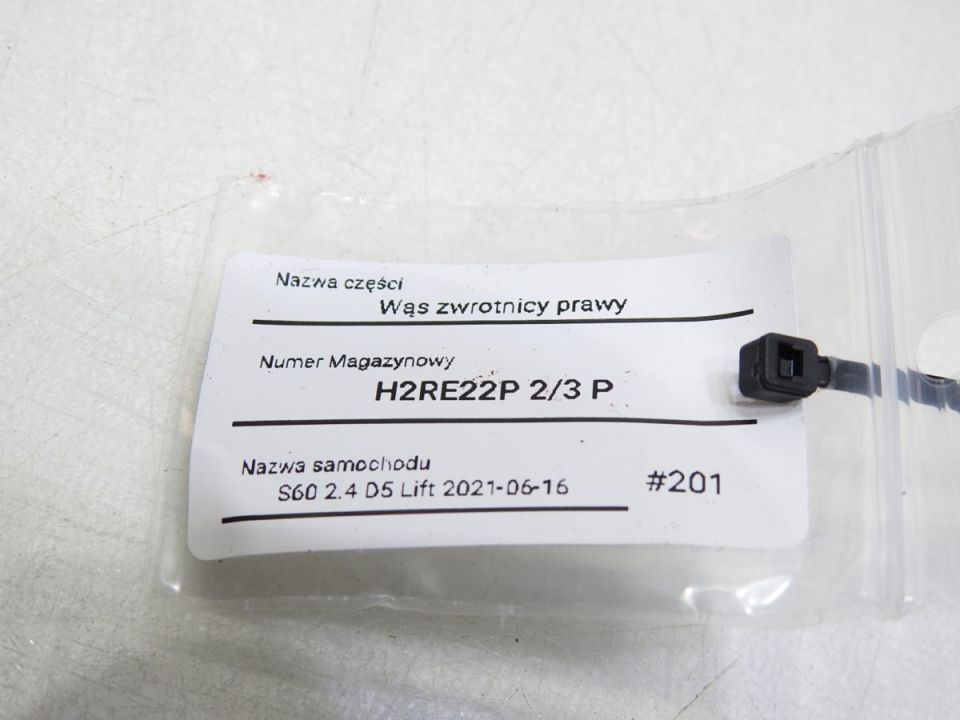 Nazwa części
Wąs zwrotnicy prawy
Numer Magazynowy
H2RE22P 2/3 P
Nazwa samochodu
S60 2.4 D5 Lift 2021-06-16
#201